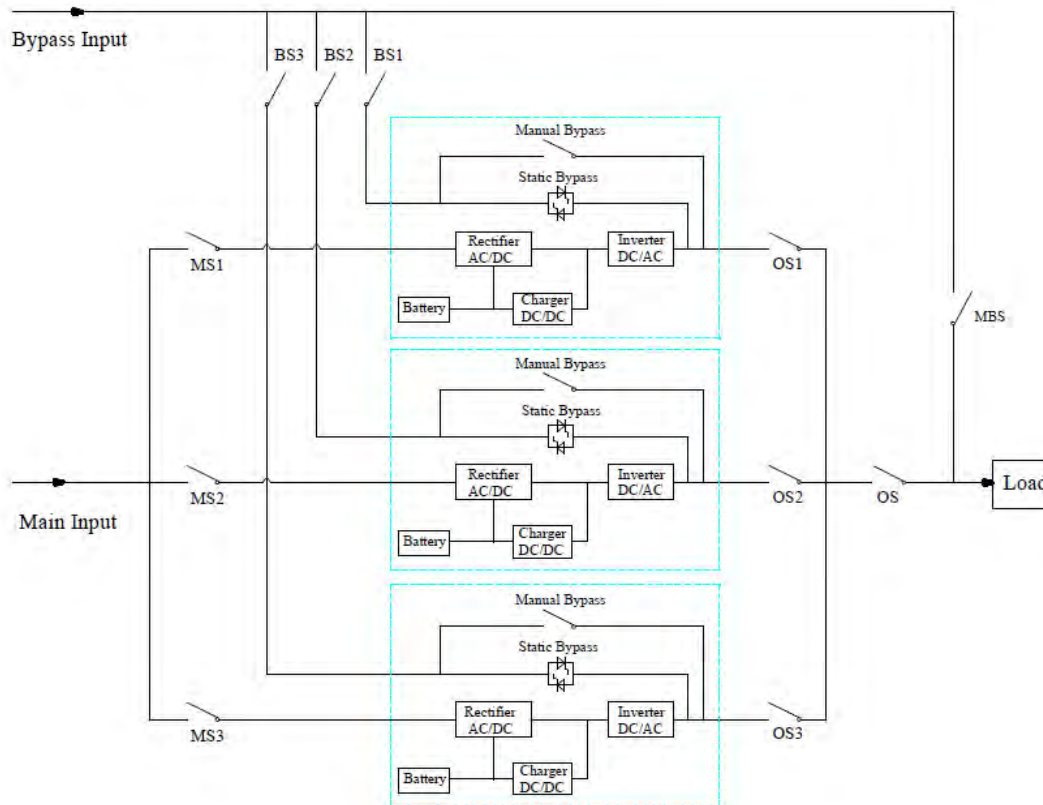 Bypass Input
BS3
BS2
BS1
Manual Bypass
Static Bypass
Rectifier
AC/DC
Inverter
DC/AC
MS1
OS1
Battery
Charger
DC/DC
MBS
Manual Bypass
Static Bypass
Rectifier
AC/DC
Inverter
DC/AC
MS2
OS2
OS
Load
Main Input
Battery
Charger
DC/DC
Manual Bypass
Static Bypass
Rectifier
AC/DC
Inverter
DC/AC
MS3
OS3
Battery
Charger
DC/DC